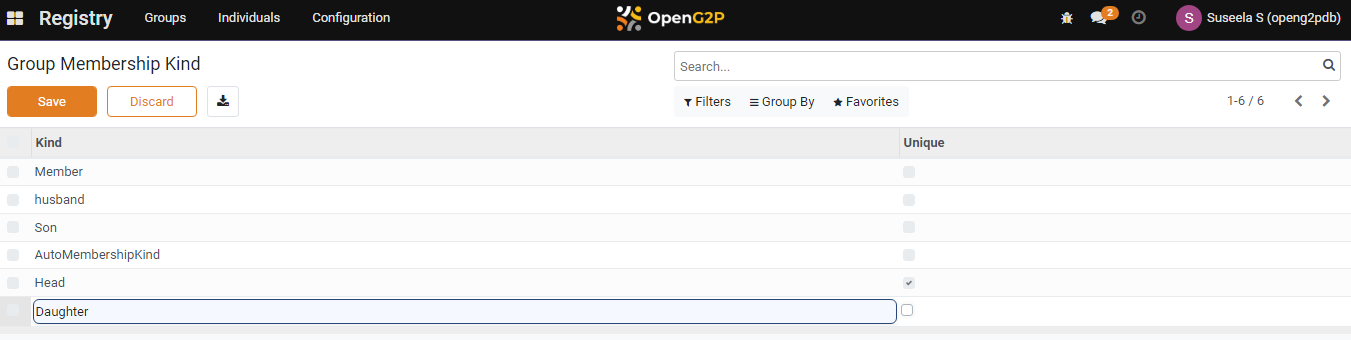 Registry Groups Individuals Configuration OpenG2P 2 S Suseela S (openg2pdb)
Group Membership Kind Search...
Save Discard Filters Group By Favorites 1-6 / 6
Kind Unique
Member
husband
Son
AutoMembershipKind
Head
Daughter